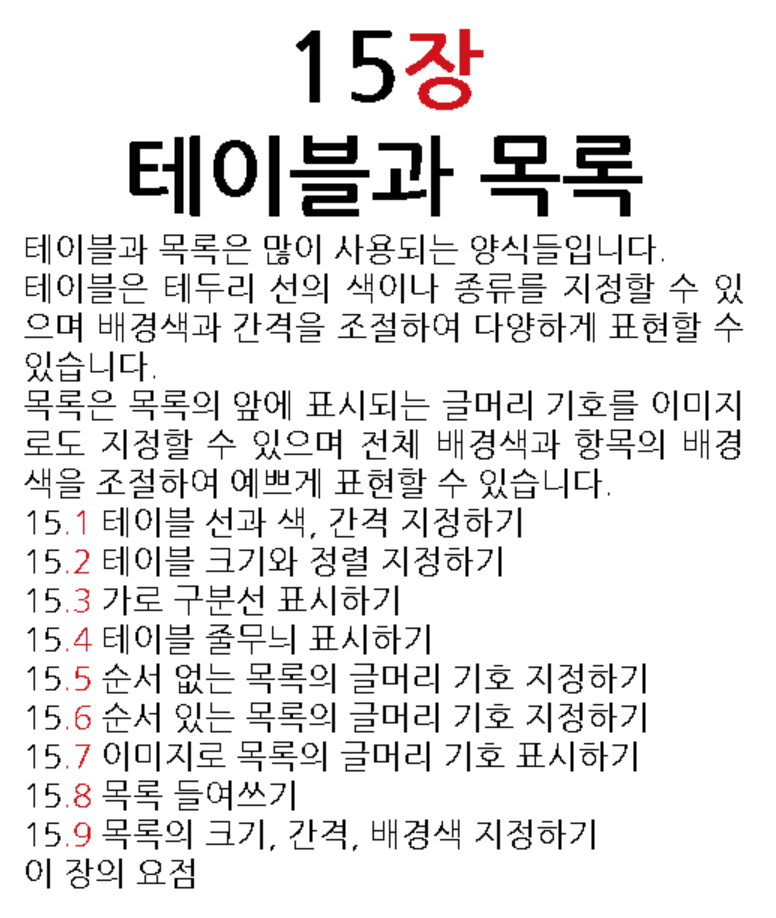 15장
테이블과 목록
테이블과 목록은 많이 사용되는 양식들입니다.
테이블은 테두리 선의 색이나 종류를 지정할 수 있
으며 배경색과 간격을 조절하여 다양하게 표현할 수
있습니다.
목록은 목록의 앞에 표시되는 글머리 기호를 이미지
로도 지정할 수 있으며 전체 배경색과 항목의 배경
색을 조절하여 예쁘게 표현할 수 있습니다.
15.1 테이블 선과 색, 간격 지정하기
15.2 테이블 크기와 정렬 지정하기
15.3 가로 구분선 표시하기
15.4 테이블 줄무늬 표시하기
15.5 순서 없는 목록의 글머리 기호 지정하기
15.6 순서 있는 목록의 글머리 기호 지정하기
15.7 이미지로 목록의 글머리 기호 표시하기
15.8 목록 들여쓰기
15.9 목록의 크기, 간격, 배경색 지정하기
이 장의 요점